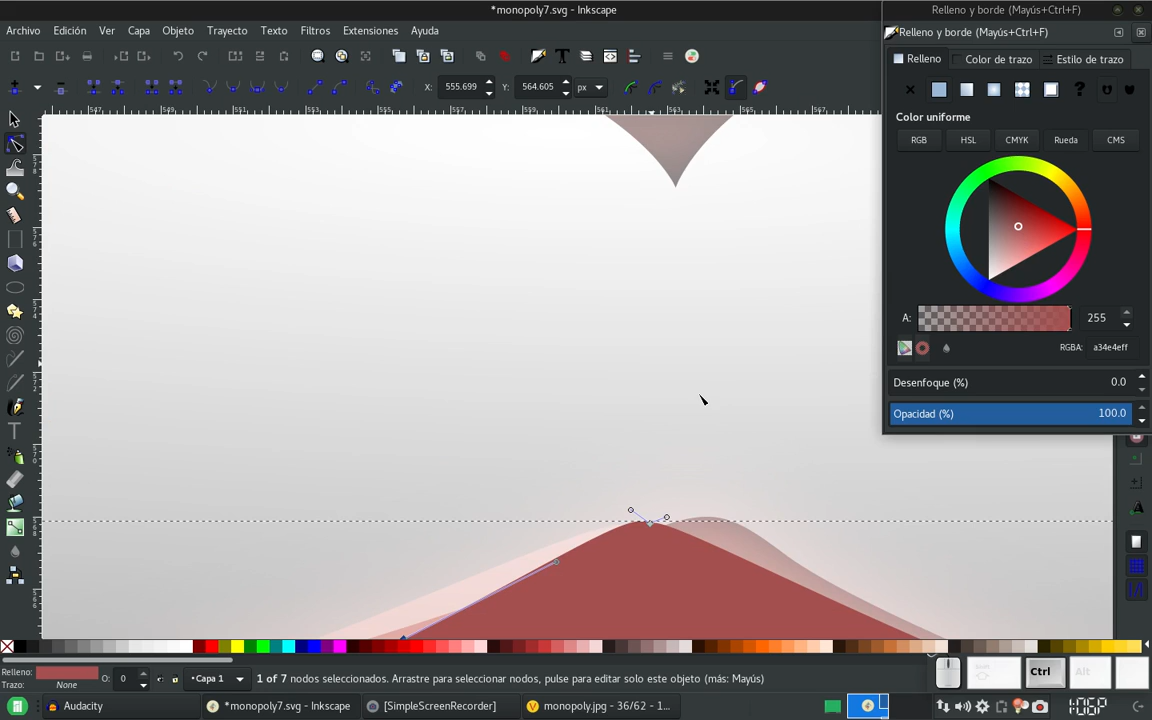 *monopoly7.svg - Inkscape
Relleno y borde (Mayús+Ctrl+F)
Archivo Edición Ver Capa Objeto Trayecto Texto Filtros Extensiones Ayuda
Relleno y borde (Mayús+Ctrl+F)
Relleno Color de trazo Estilo de trazo
X: 555.699 Y: 564.605 px
Color uniforme
RGB HSL CMYK Rueda CMS
A: 255
RGBA: a34e4eff
Desenfoque (%) 0.0
Opacidad (%) 100.0
Relleno: O: 0 •Capa 1 1 of 7 nodos seleccionados. Arrastre para seleccionar nodos, pulse para editar solo este objeto (más: Mayús)
Trazo: None
Ctrl Alt
Audacity *monopoly7.svg - Inkscape [SimpleScreenRecorder] monopoly.jpg - 36/62 - 1... 1:06P